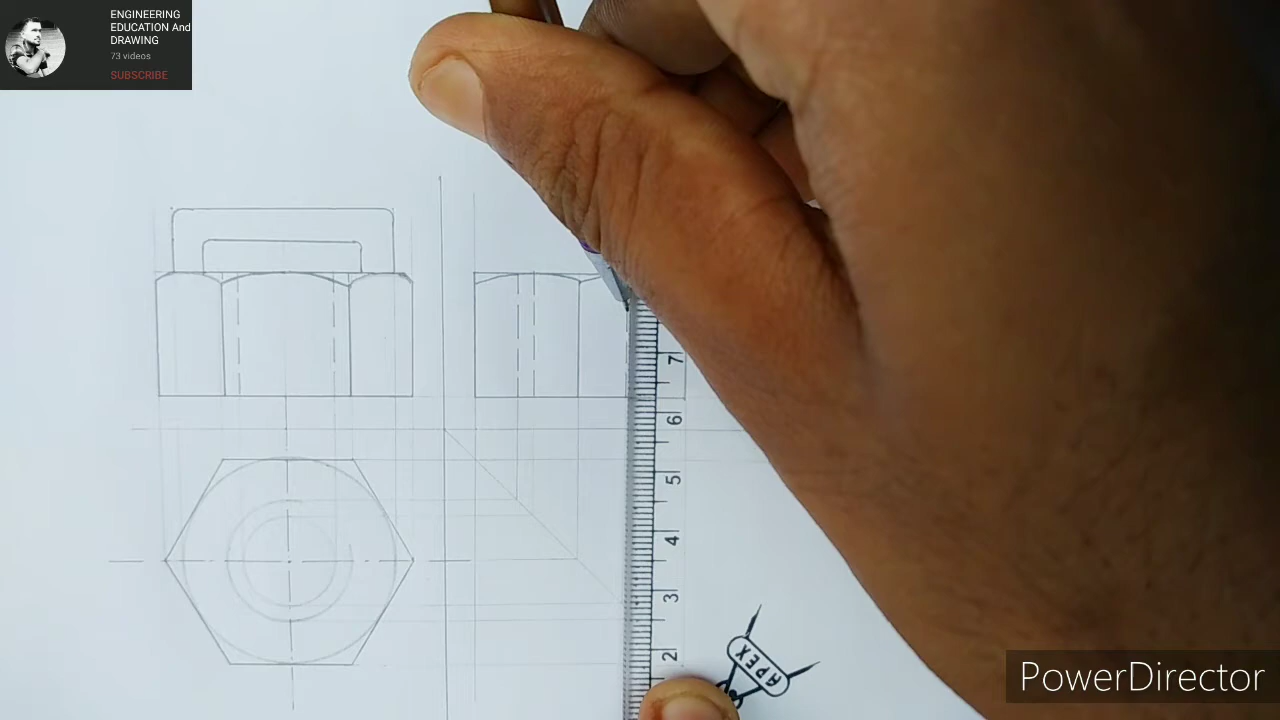 ENGINEERING
EDUCATION And
DRAWING
73 videos
SUBSCRIBE
7
6
5
4
3
2
APEX
PowerDirector